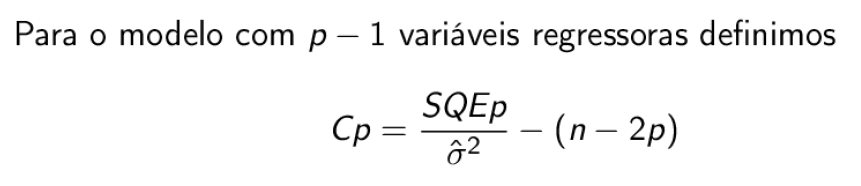 Para o modelo com p − 1 variáveis regressoras definimos
Cp = SQEp / σ̂² − (n − 2p)